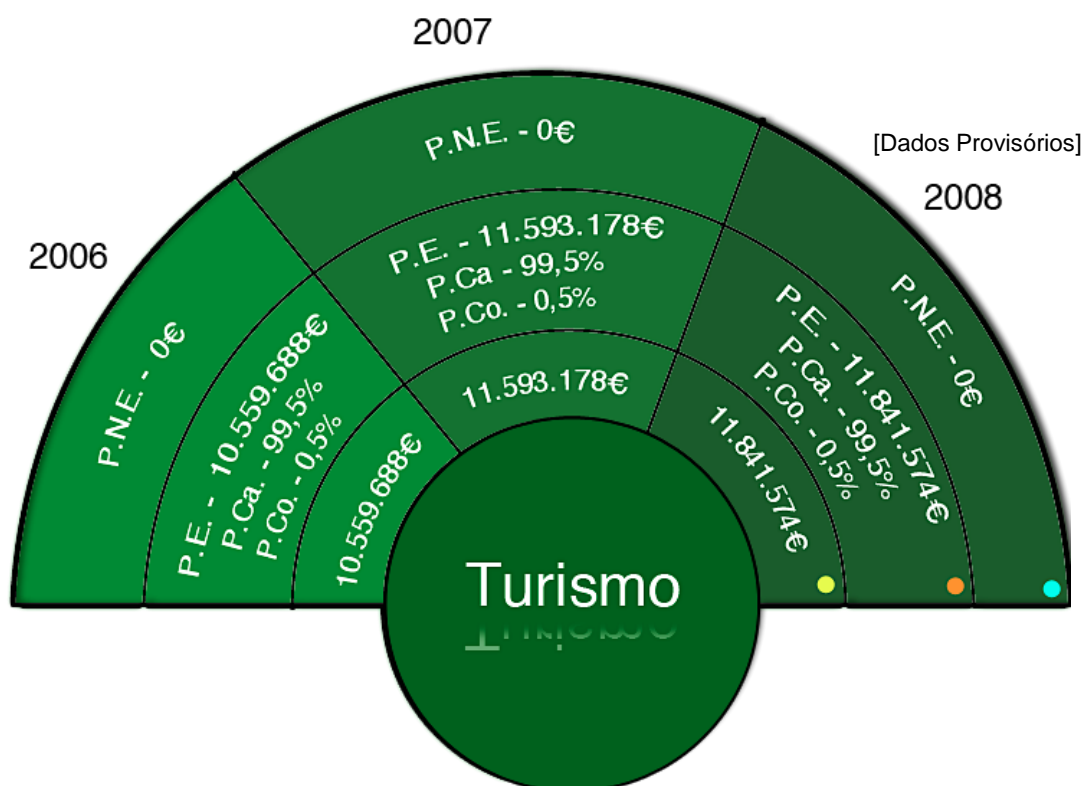 2007
P.N.E. - 0€
P.E. - 11.593.178€
P.Ca - 99,5%
P.Co. - 0,5%
11.593.178€
2006
P.N.E. - 0€
P.E. - 10.559.688€
P.Ca. - 99,5%
P.Co. - 0,5%
10.559.688€
[Dados Provisórios]
2008
P.N.E. - 0€
P.E. - 11.841.574€
P.Ca. - 99,5%
P.Co. - 0,5%
11.841.574€
Turismo